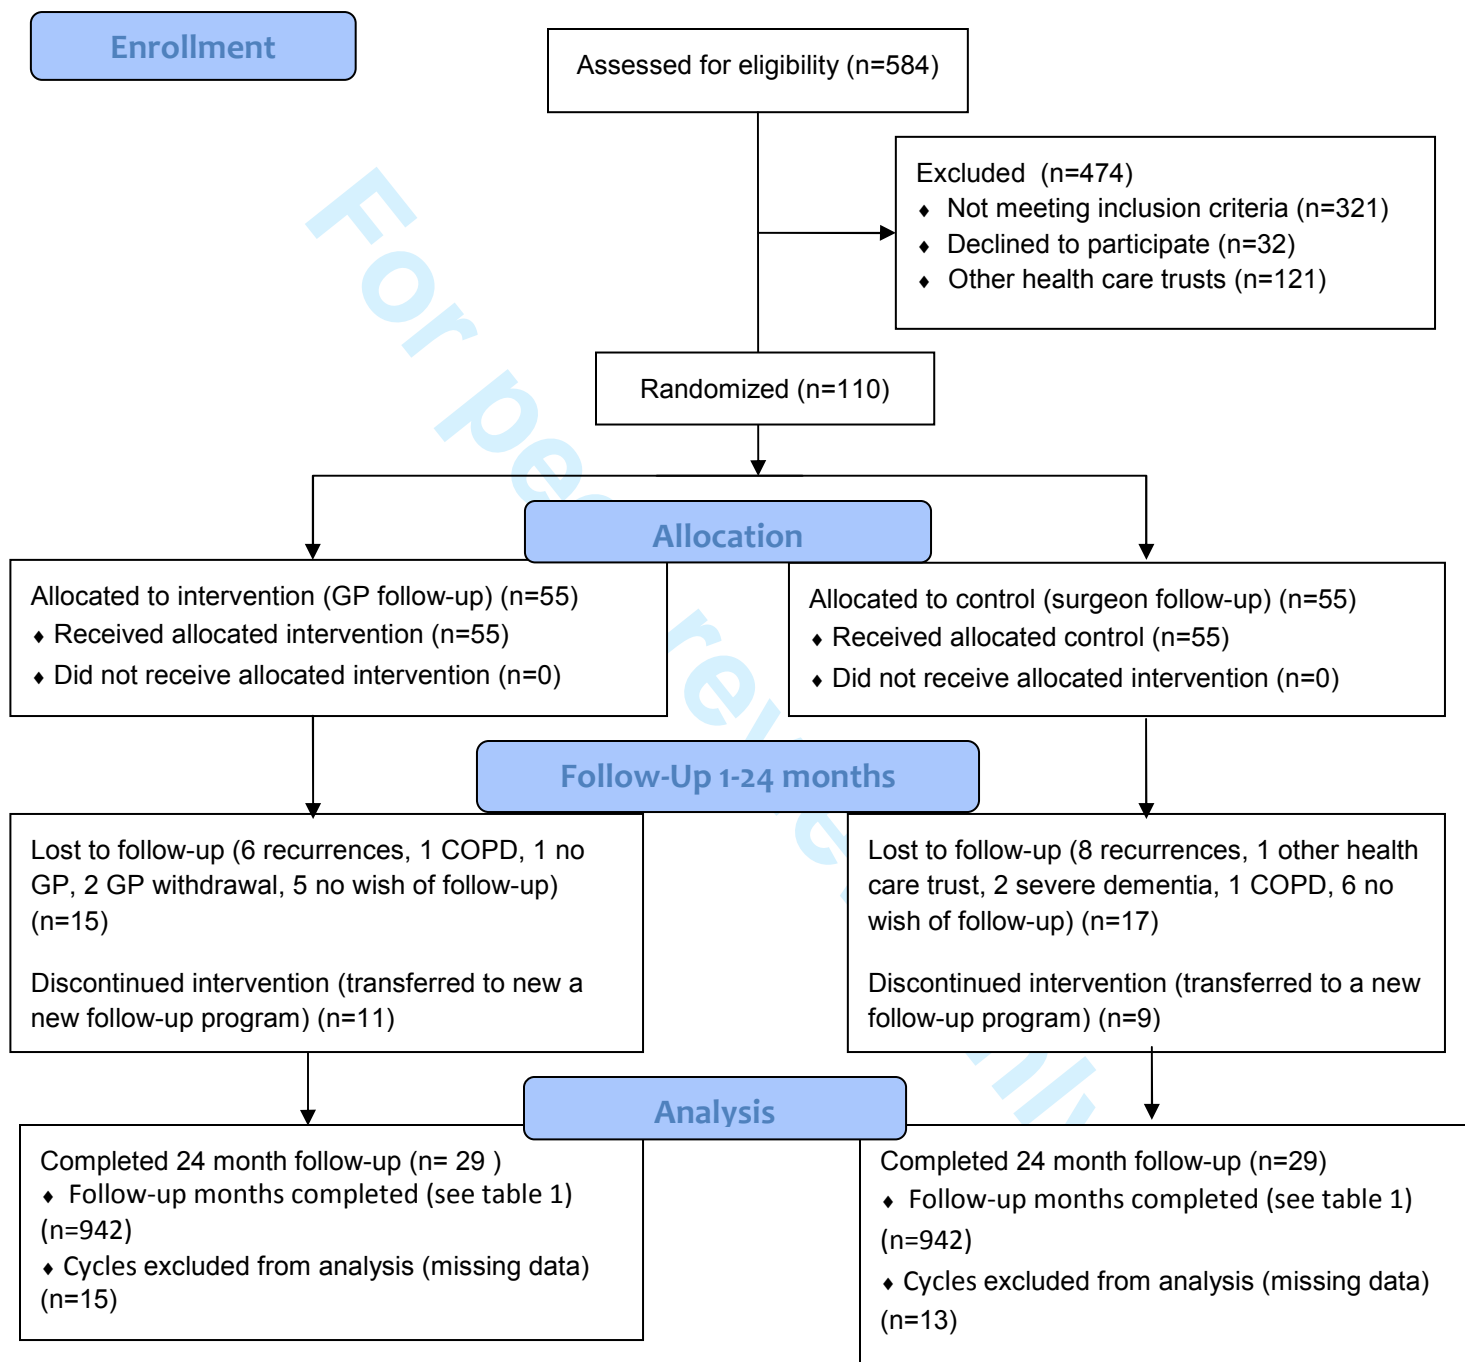 Enrollment
Assessed for eligibility (n=584)
Excluded (n=474)
♦ Not meeting inclusion criteria (n=321)
♦ Declined to participate (n=32)
♦ Other health care trusts (n=121)
Randomized (n=110)
Allocation
Allocated to intervention (GP follow-up) (n=55)
♦ Received allocated intervention (n=55)
♦ Did not receive allocated intervention (n=0)
Allocated to control (surgeon follow-up) (n=55)
♦ Received allocated control (n=55)
♦ Did not receive allocated intervention (n=0)
Follow-Up 1-24 months
Lost to follow-up (6 recurrences, 1 COPD, 1 no
GP, 2 GP withdrawal, 5 no wish of follow-up)
(n=15)
Discontinued intervention (transferred to new a
new follow-up program) (n=11)
Lost to follow-up (8 recurrences, 1 other health
care trust, 2 severe dementia, 1 COPD, 6 no
wish of follow-up) (n=17)
Discontinued intervention (transferred to a new
follow-up program) (n=9)
Analysis
Completed 24 month follow-up (n= 29 )
♦ Follow-up months completed (see table 1)
(n=942)
♦ Cycles excluded from analysis (missing data)
(n=15)
Completed 24 month follow-up (n=29)
♦ Follow-up months completed (see table 1)
(n=942)
♦ Cycles excluded from analysis (missing data)
(n=13)
For pee revie nly